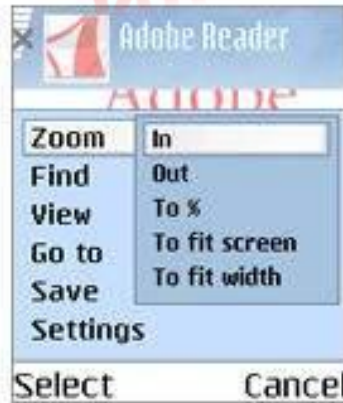 Adobe Reader
Adobe
Zoom
In
Find
Out
View
To %
Go to
To fit screen
Save
To fit width
Settings
Select
Cancel